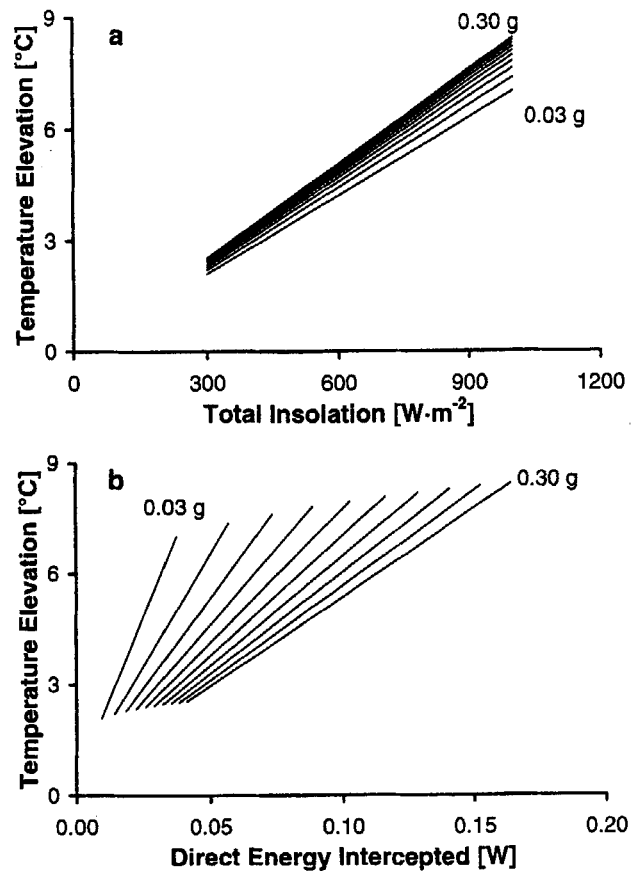 a
Temperature Elevation [°C]
9
6
3
0
0.30 g
0.03 g
0 300 600 900 1200
Total Insolation [W·m-2]
b
Temperature Elevation [°C]
9
6
3
0
0.03 g
0.30 g
0.00 0.05 0.10 0.15 0.20
Direct Energy Intercepted [W]